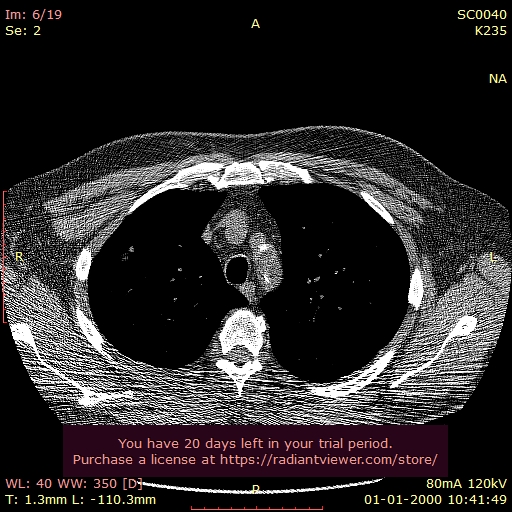 Im: 6/19
Se: 2
A
SC0040
K235
NA
R
L
You have 20 days left in your trial period.
Purchase a license at https://radiantviewer.com/store/
WL: 40 WW: 350 [D]
T: 1.3mm L: -110.3mm
P
80mA 120kV
01-01-2000 10:41:49